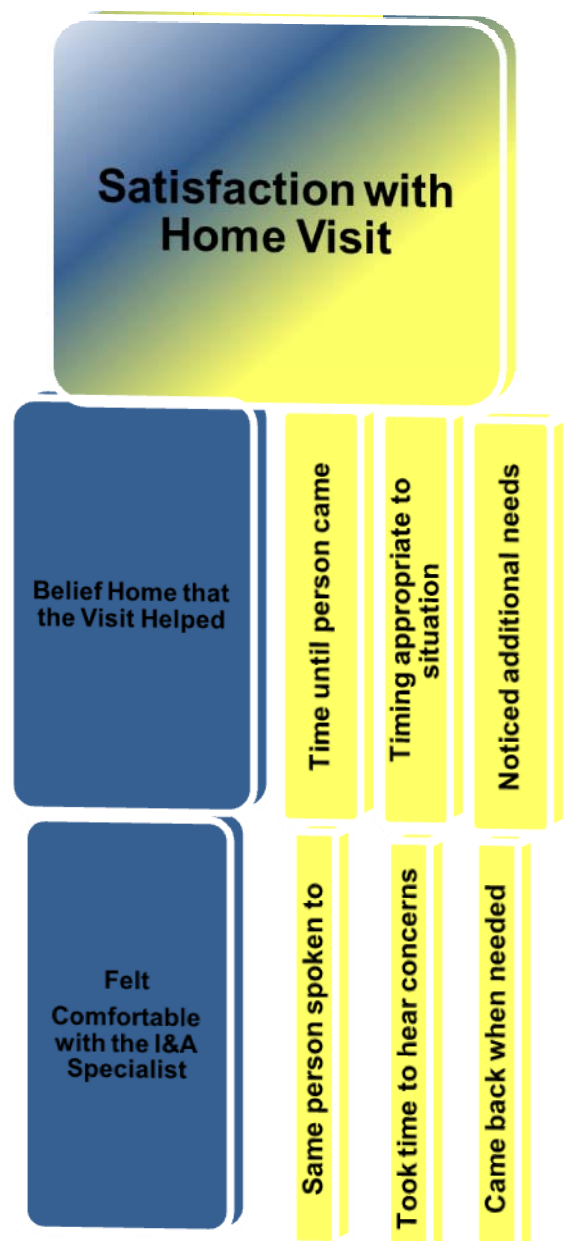 Satisfaction with
Home Visit
Belief Home that
the Visit Helped
Time until person came
Timing appropriate to
situation
Noticed additional needs
Felt
Comfortable
with the I&A
Specialist
Same person spoken to
Took time to hear concerns
Came back when needed